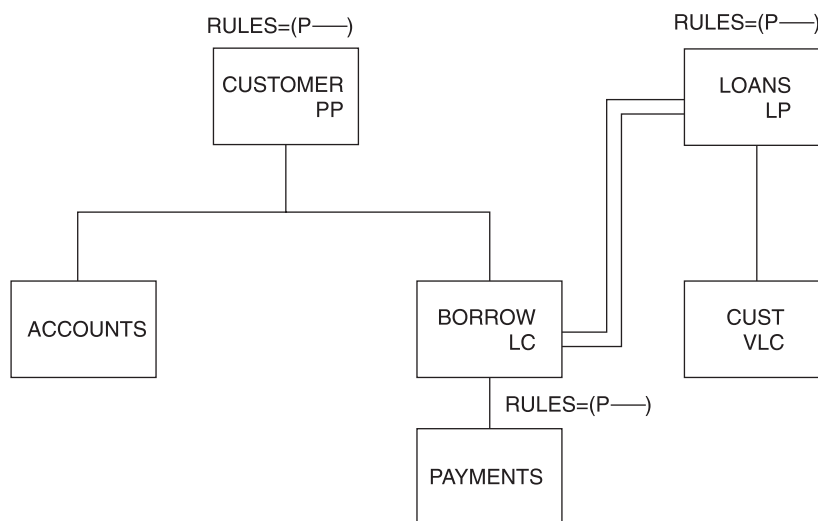 RULES=(P——)
CUSTOMER
PP
RULES=(P——)
LOANS
LP
ACCOUNTS
BORROW
LC
CUST
VLC
RULES=(P——)
PAYMENTS